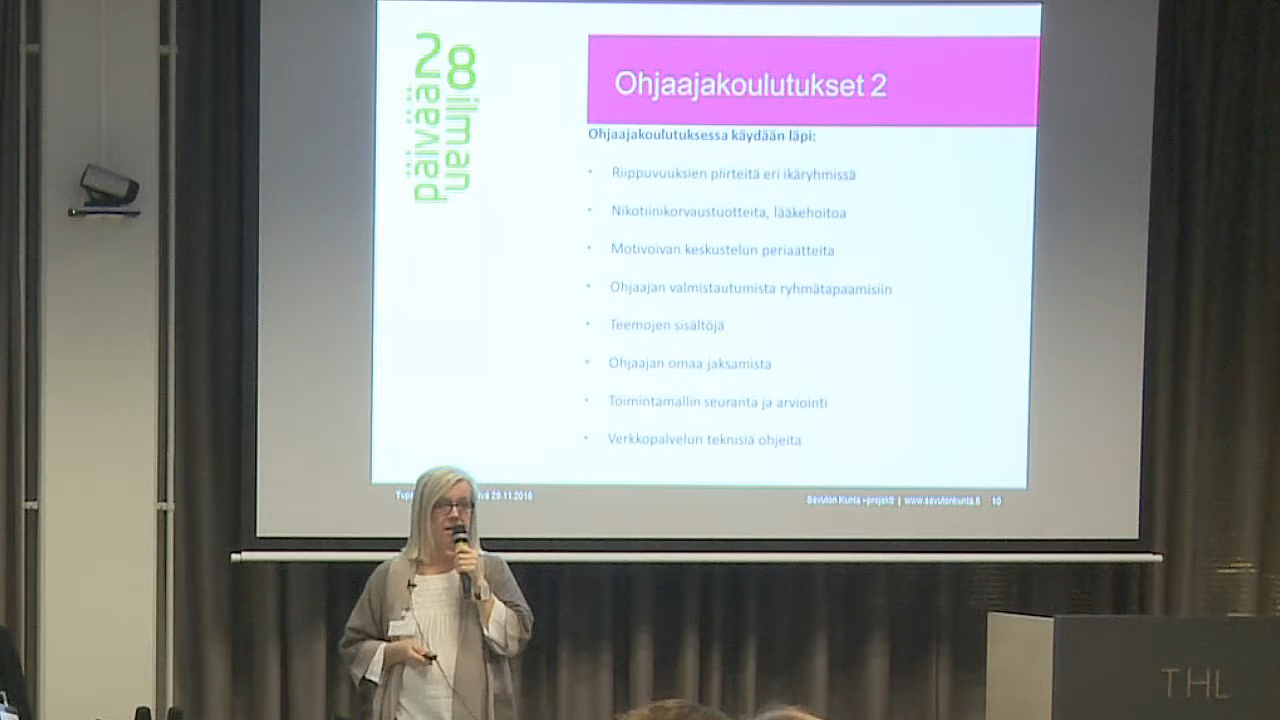 28
päivää
ilman
Ohjaajakoulutukset 2
Ohjaajakoulutuksessa käydään läpi:
• Riippuvuuksien piirteitä eri ikäryhmissä
• Nikotiinikorvaustuotteita, lääkehoitoa
• Motivoivan keskustelun periaatteita
• Ohjaajan valmistautumista ryhmätapaamisiin
• Teemojen sisältöjä
• Ohjaajan omaa jaksamista
• Toimintamallin seuranta ja arviointi
• Verkkopalvelun teknisiä ohjeita
29.11.2016
Savuton Kunta -projekti | www.savutonkunta.fi 10
THL